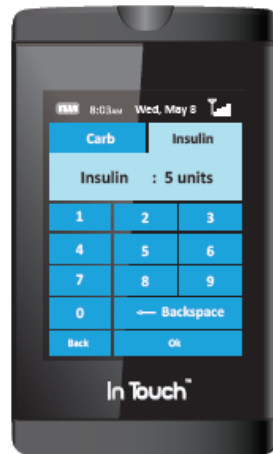 8:03AM Wed, May 8
Carb Insulin
Insulin : 5 units
1 2 3
4 5 6
7 8 9
0 ← Backspace
Back Ok
In Touch™